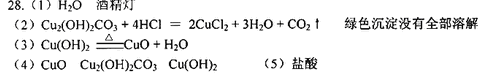 28.（1）H₂O 酒精灯
（2）Cu₂(OH)₂CO₃ + 4HCl = 2CuCl₂ + 3H₂O + CO₂↑ 绿色沉淀没有全部溶解
（3）Cu(OH)₂ =△= CuO + H₂O
（4）CuO Cu₂(OH)₂CO₃ Cu(OH)₂ （5）盐酸